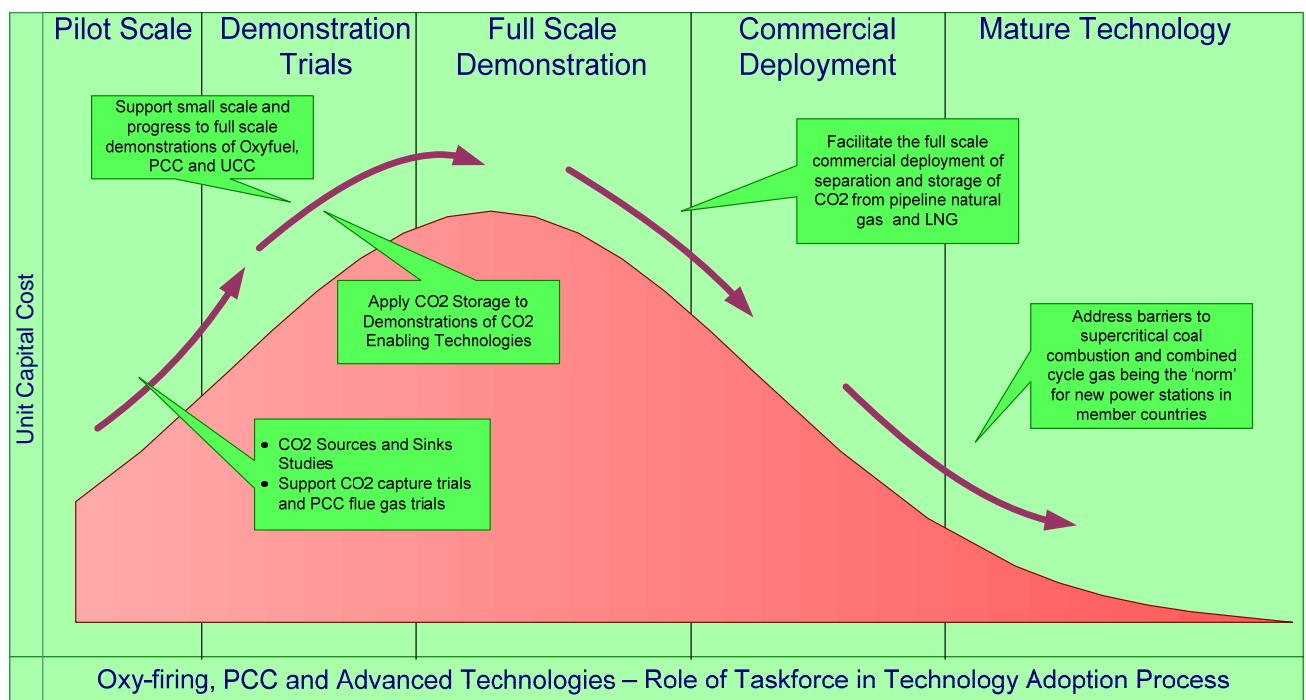 Pilot Scale
Demonstration
Trials
Full Scale
Demonstration
Commercial
Deployment
Mature Technology
Support small scale and
progress to full scale
demonstrations of Oxyfuel,
PCC and UCC
Facilitate the full scale
commercial deployment of
separation and storage of
CO2 from pipeline natural
gas and LNG
Apply CO2 Storage to
Demonstrations of CO2
Enabling Technologies
Address barriers to
supercritical coal
combustion and combined
cycle gas being the ‘norm’
for new power stations in
member countries
• CO2 Sources and Sinks
Studies
• Support CO2 capture trials
and PCC flue gas trials
Unit Capital Cost
Oxy-firing, PCC and Advanced Technologies – Role of Taskforce in Technology Adoption Process